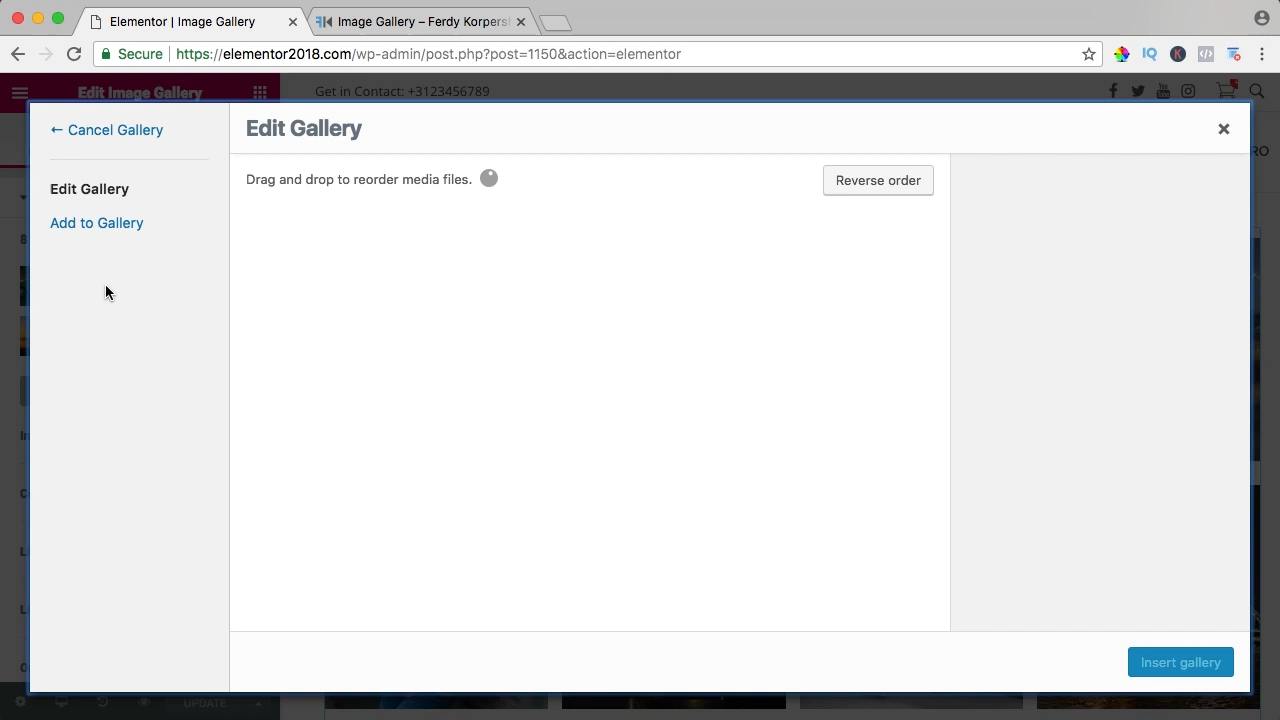 Elementor | Image Gallery
Image Gallery – Ferdy Korpers
Secure
https://elementor2018.com/wp-admin/post.php?post=1150&action=elementor
Edit Image Gallery
Get in Contact: +3123456789
← Cancel Gallery
Edit Gallery
Edit Gallery
Drag and drop to reorder media files.
Reverse order
Add to Gallery
Insert gallery
UPDATE